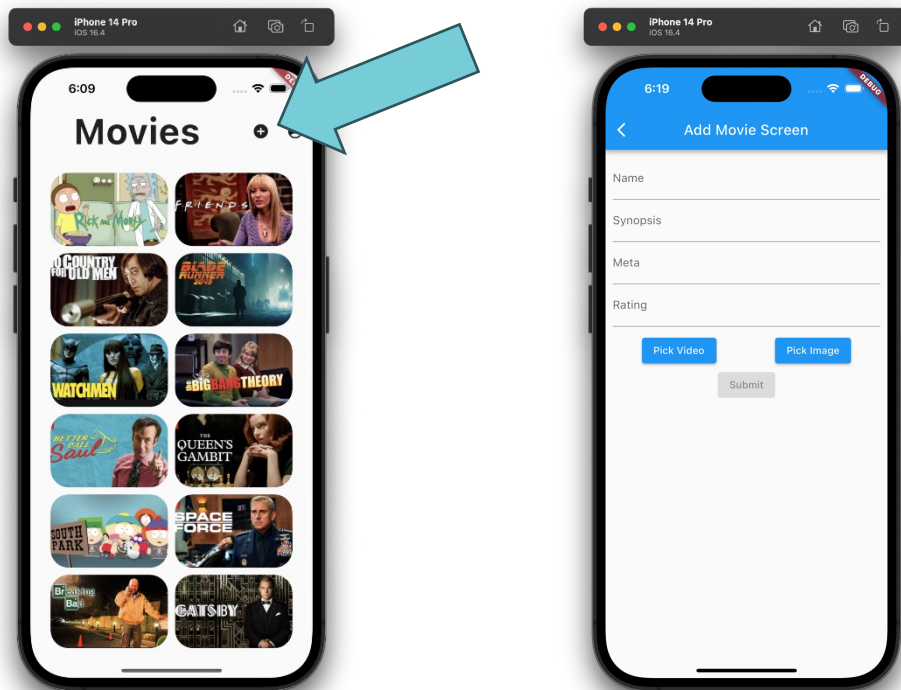 iPhone 14 Pro
iOS 16.4
6:09
Movies
Rick and Morty
FRIENDS
O COUNTRY
FOR OLD MEN
BLADE
RUNNER
2049
WATCHMEN
THE BIG BANG THEORY
BETTER
CALL
Saul
THE
QUEEN'S
GAMBIT
SOUTH
PARK
SPACE
FORCE
Breaking
Bad
GATSBY
iPhone 14 Pro
iOS 16.4
6:19
DEBUG
Add Movie Screen
Name
Synopsis
Meta
Rating
Pick Video
Pick Image
Submit